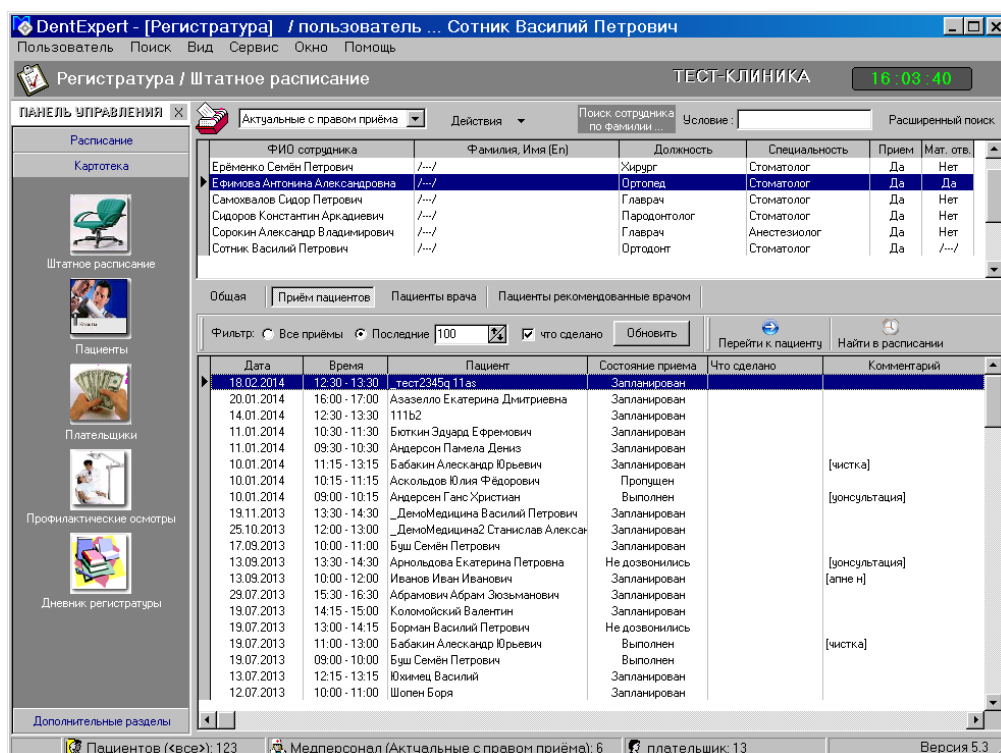 DentExpert - [Регистратура] / пользователь ... Сотник Василий Петрович
Пользователь Поиск Вид Сервис Окно Помощь
Регистратура / Штатное расписание ТЕСТ-КЛИНИКА 16:03:40
ПАНЕЛЬ УПРАВЛЕНИЯ X
Расписание
Картотека
Штатное расписание
Пациенты
Плательщики
Профилактические осмотры
Дневник регистратуры
Дополнительные разделы
Актуальные с правом приёма Действия Поиск сотрудника по фамилии ... Условие : Расширенный поиск
ФИО сотрудника Фамилия, Имя (En) Должность Специальность Прием Мат. отв.
Ерёменко Семён Петрович /---/ Хирург Стоматолог Да Нет
Ефимова Антонина Александровна /---/ Ортопед Стоматолог Да Да
Самохвалов Сидор Петрович /---/ Главрач Стоматолог Да Нет
Сидоров Константин Аркадиевич /---/ Пародонтолог Стоматолог Да Нет
Сорокин Александр Владимирович /---/ Главрач Анестезиолог Да Нет
Сотник Василий Петрович /---/ Ортодонт Стоматолог Да /---/
Общая Приём пациентов Пациенты врача Пациенты рекомендованные врачом
Фильтр: Все приёмы Последние 100 что сделано Обновить Перейти к пациенту Найти в расписании
Дата Время Пациент Состояние приема Что сделано Комментарий
18.02.2014 12:30 - 13:30 _тест2345q 11as Запланирован
20.01.2014 16:00 - 17:00 Азазелло Екатерина Дмитриевна Запланирован
14.01.2014 12:30 - 13:30 111b2 Запланирован
11.01.2014 10:30 - 11:30 Бюткин Эдуард Ефремович Запланирован
11.01.2014 09:30 - 10:30 Андерсон Памела Дениз Запланирован
10.01.2014 11:15 - 13:15 Бабакин Алескандр Юрьевич Запланирован [чистка]
10.01.2014 10:15 - 11:15 Аскольдов Юлия Фёдорович Пропущен
10.01.2014 09:00 - 10:15 Андерсен Ганс Христиан Выполнен [уонсультация]
19.11.2013 13:30 - 14:30 _ДемоМедицина Василий Петрович Запланирован
25.10.2013 12:00 - 13:00 _ДемоМедицина2 Станислав Алексан Запланирован
17.09.2013 10:00 - 11:00 Буш Семён Петрович Запланирован
13.09.2013 13:30 - 14:30 Арнольдова Екатерина Петровна Не дозвонились [уонсультация]
13.09.2013 10:00 - 12:00 Иванов Иван Иванович Запланирован [апне н]
29.07.2013 15:30 - 16:30 Абрамович Абрам Зюзьманович Запланирован
19.07.2013 14:15 - 15:00 Коломойский Валентин Запланирован
19.07.2013 13:00 - 14:15 Борман Василий Петрович Не дозвонились
19.07.2013 11:00 - 13:00 Бабакин Алескандр Юрьевич Выполнен [чистка]
19.07.2013 09:00 - 10:00 Буш Семён Петрович Выполнен
13.07.2013 12:15 - 13:15 Юхимец Василий Запланирован
12.07.2013 10:00 - 11:00 Шопен Боря Запланирован
Пациентов (<все>): 123 Медперсонал (Актуальные с правом приёма): 6 плательщик: 13 Версия 5.3